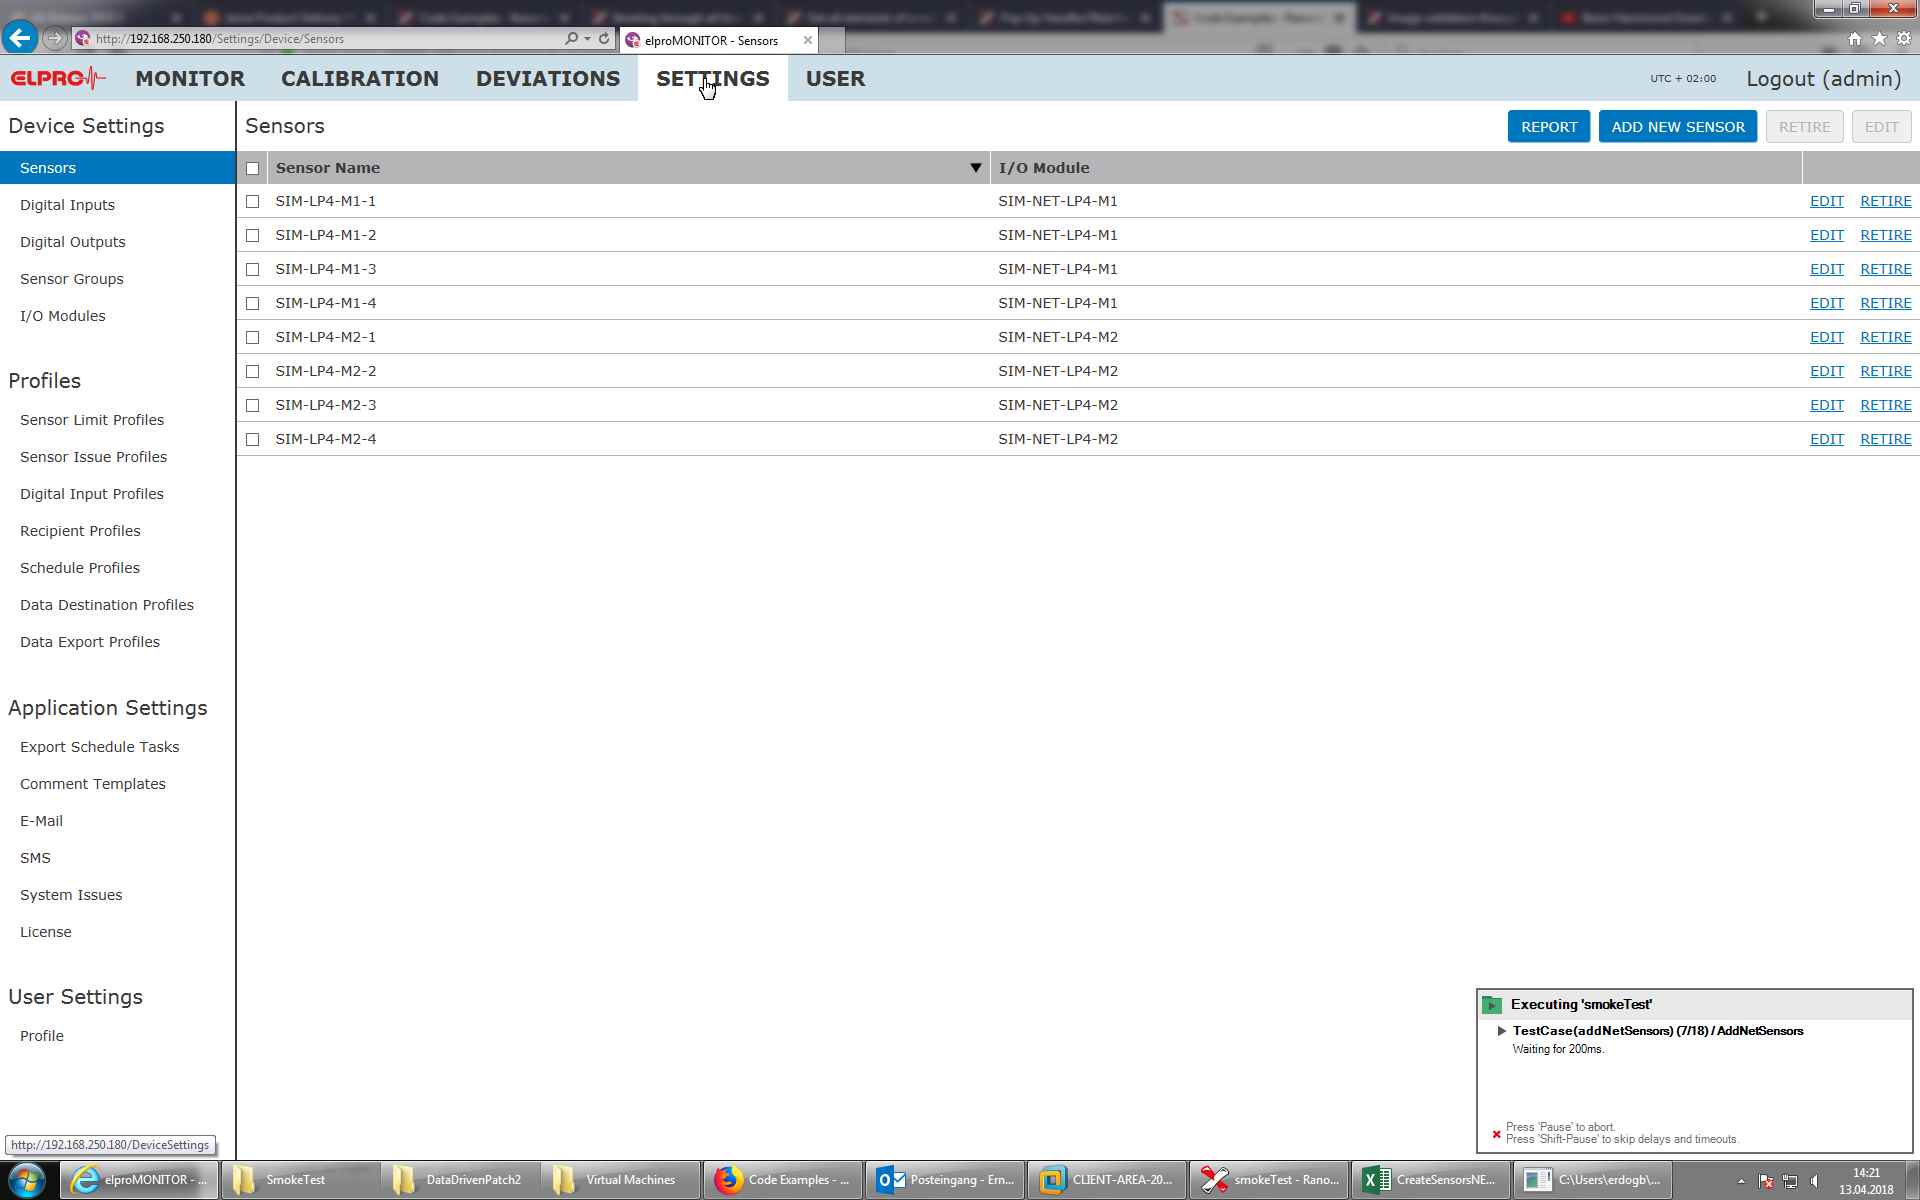 http://192.168.250.180/Settings/Device/Sensors
elproMONITOR - Sensors
ELPRO
MONITOR
CALIBRATION
DEVIATIONS
SETTINGS
USER
UTC + 02:00
Logout (admin)
Device Settings
Sensors
Digital Inputs
Digital Outputs
Sensor Groups
I/O Modules
Profiles
Sensor Limit Profiles
Sensor Issue Profiles
Digital Input Profiles
Recipient Profiles
Schedule Profiles
Data Destination Profiles
Data Export Profiles
Application Settings
Export Schedule Tasks
Comment Templates
E-Mail
SMS
System Issues
License
User Settings
Profile
Sensors
REPORT
ADD NEW SENSOR
RETIRE
EDIT
Sensor Name I/O Module
SIM-LP4-M1-1 SIM-NET-LP4-M1 EDIT RETIRE
SIM-LP4-M1-2 SIM-NET-LP4-M1 EDIT RETIRE
SIM-LP4-M1-3 SIM-NET-LP4-M1 EDIT RETIRE
SIM-LP4-M1-4 SIM-NET-LP4-M1 EDIT RETIRE
SIM-LP4-M2-1 SIM-NET-LP4-M2 EDIT RETIRE
SIM-LP4-M2-2 SIM-NET-LP4-M2 EDIT RETIRE
SIM-LP4-M2-3 SIM-NET-LP4-M2 EDIT RETIRE
SIM-LP4-M2-4 SIM-NET-LP4-M2 EDIT RETIRE
Executing 'smokeTest'
TestCase(addNetSensors) (7/18) / AddNetSensors
Waiting for 200ms.
Press 'Pause' to abort.
Press 'Shift-Pause' to skip delays and timeouts.
http://192.168.250.180/DeviceSettings
elproMONITOR - ...
SmokeTest
DataDrivenPatch2
Virtual Machines
Code Examples - ...
Posteingang - Ern...
CLIENT-AREA-20...
smokeTest - Rano...
CreateSensorsNE...
C:\Users\erdogb\...
14:21
13.04.2018